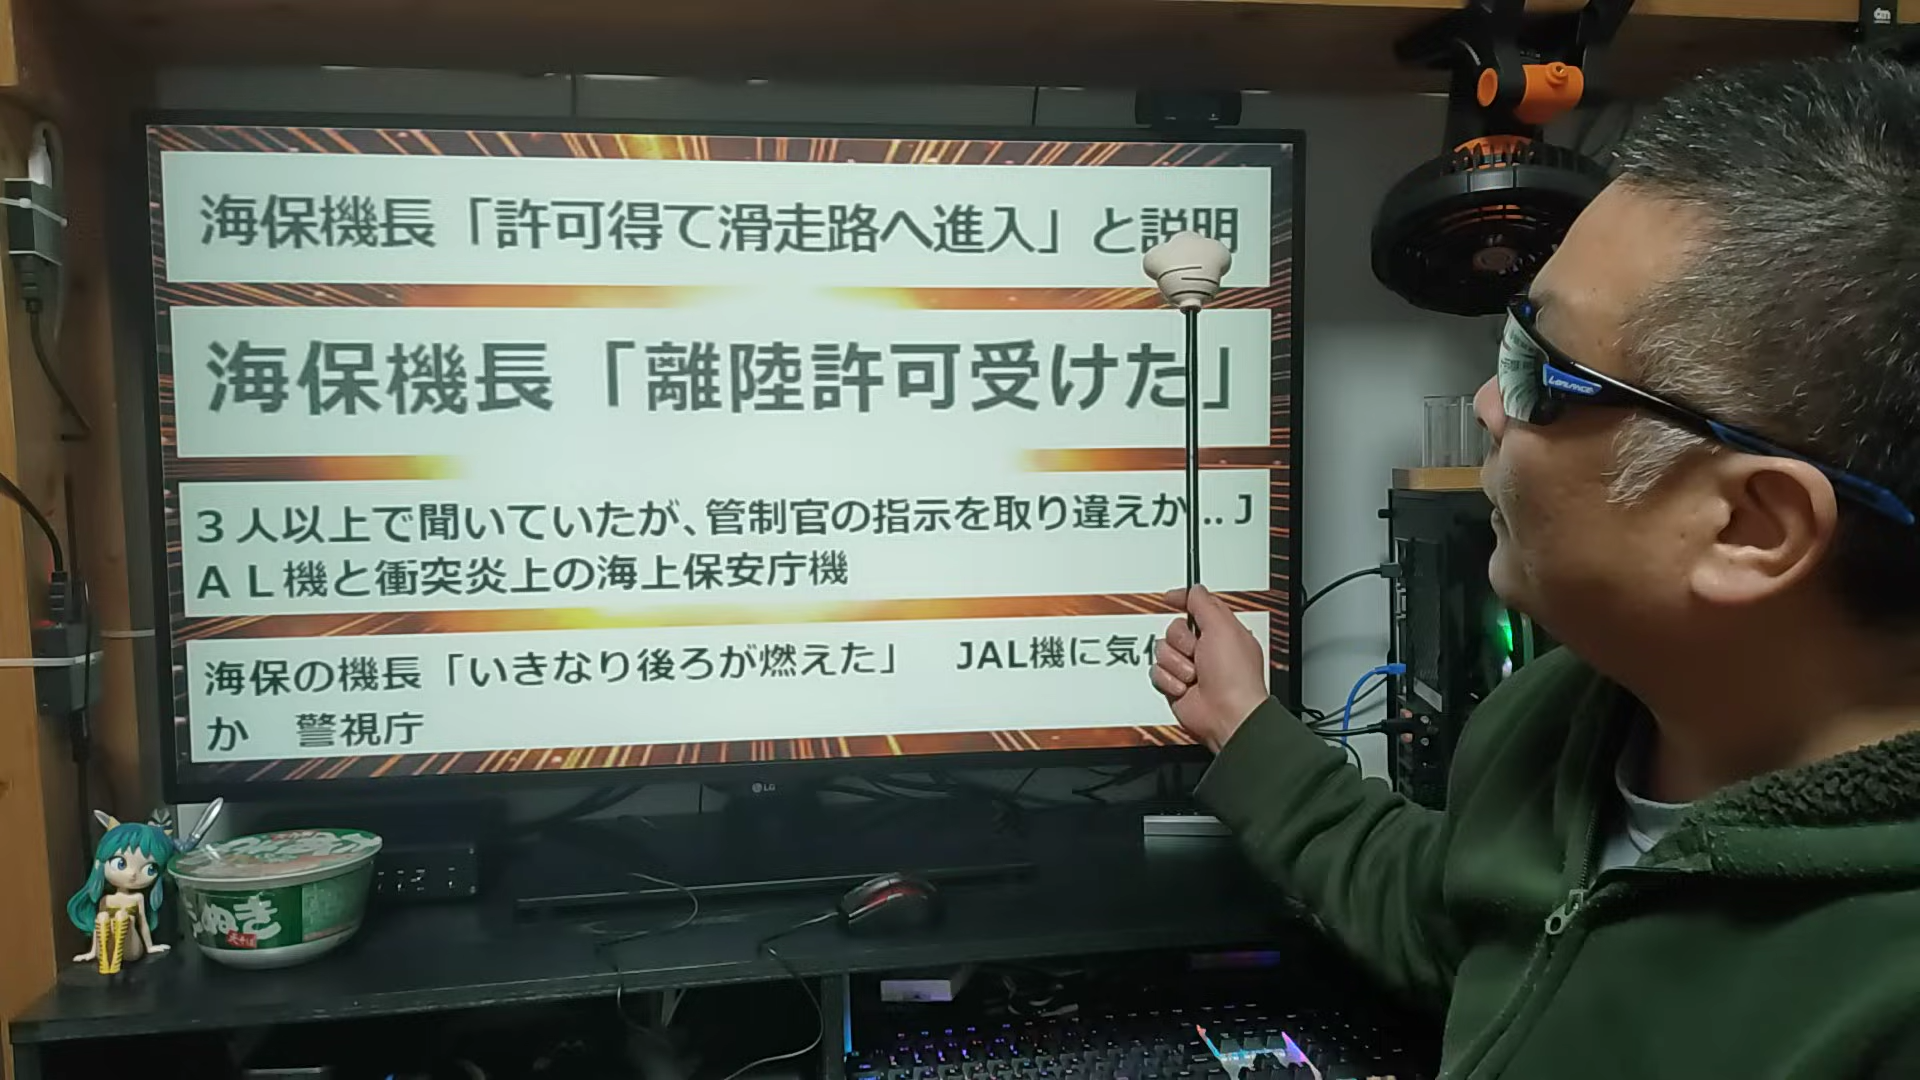 海保機長「許可得て滑走路へ進入」と説明
海保機長「離陸許可受けた」
３人以上で聞いていたが、管制官の指示を取り違えか‥Ｊ
ＡＬ機と衝突炎上の海上保安庁機
海保の機長「いきなり後ろが燃えた」　JAL機に気付
か　警視庁
LG